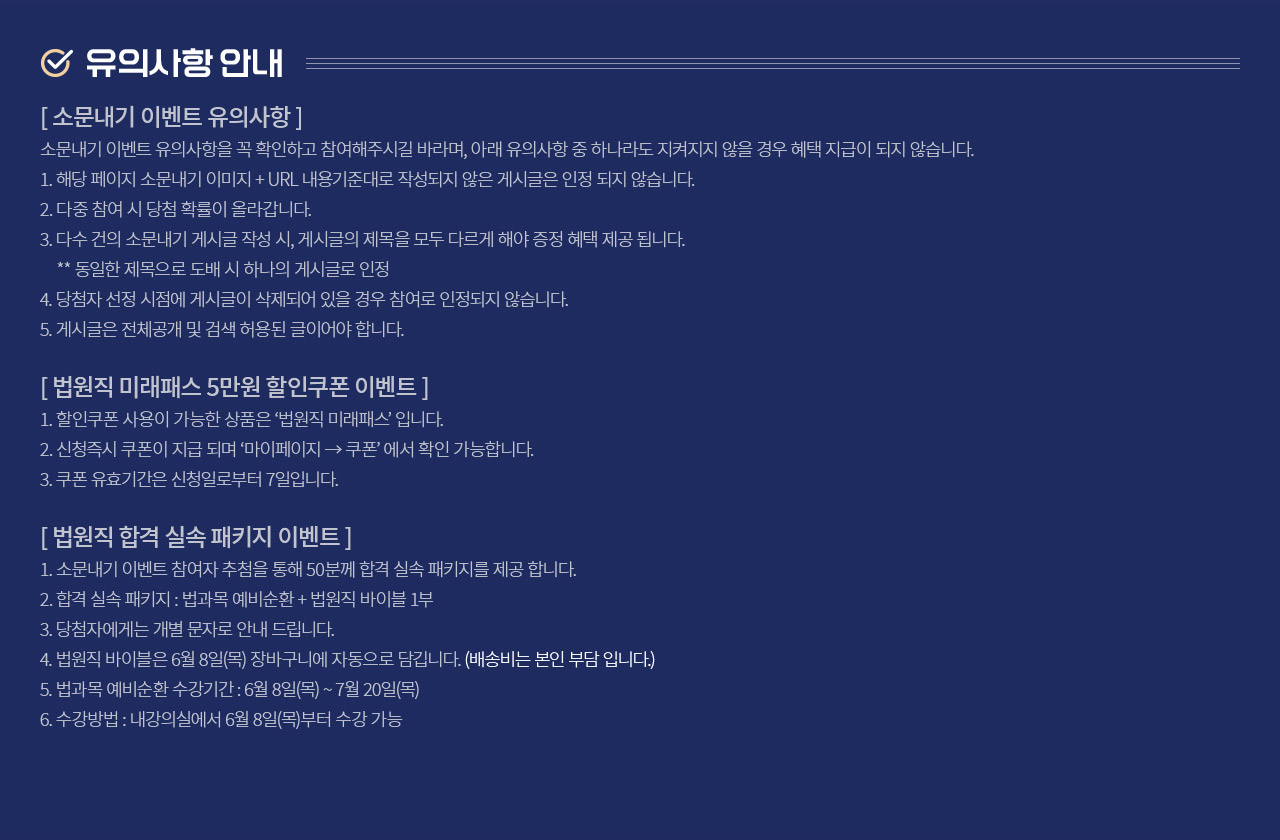 유의사항 안내
[ 소문내기 이벤트 유의사항 ]
소문내기 이벤트 유의사항을 꼭 확인하고 참여해주시길 바라며, 아래 유의사항 중 하나라도 지켜지지 않을 경우 혜택 지급이 되지 않습니다.
1. 해당 페이지 소문내기 이미지 + URL 내용기준대로 작성되지 않은 게시글은 인정 되지 않습니다.
2. 다중 참여 시 당첨 확률이 올라갑니다.
3. 다수 건의 소문내기 게시글 작성 시, 게시글의 제목을 모두 다르게 해야 증정 혜택 제공 됩니다.
** 동일한 제목으로 도배 시 하나의 게시글로 인정
4. 당첨자 선정 시점에 게시글이 삭제되어 있을 경우 참여로 인정되지 않습니다.
5. 게시글은 전체공개 및 검색 허용된 글이어야 합니다.
[ 법원직 미래패스 5만원 할인쿠폰 이벤트 ]
1. 할인쿠폰 사용이 가능한 상품은 ‘법원직 미래패스’ 입니다.
2. 신청즉시 쿠폰이 지급 되며 ‘마이페이지 → 쿠폰’ 에서 확인 가능합니다.
3. 쿠폰 유효기간은 신청일로부터 7일입니다.
[ 법원직 합격 실속 패키지 이벤트 ]
1. 소문내기 이벤트 참여자 추첨을 통해 50분께 합격 실속 패키지를 제공 합니다.
2. 합격 실속 패키지 : 법과목 예비순환 + 법원직 바이블 1부
3. 당첨자에게는 개별 문자로 안내 드립니다.
4. 법원직 바이블은 6월 8일(목) 장바구니에 자동으로 담깁니다. (배송비는 본인 부담 입니다.)
5. 법과목 예비순환 수강기간 : 6월 8일(목) ~ 7월 20일(목)
6. 수강방법 : 내강의실에서 6월 8일(목)부터 수강 가능